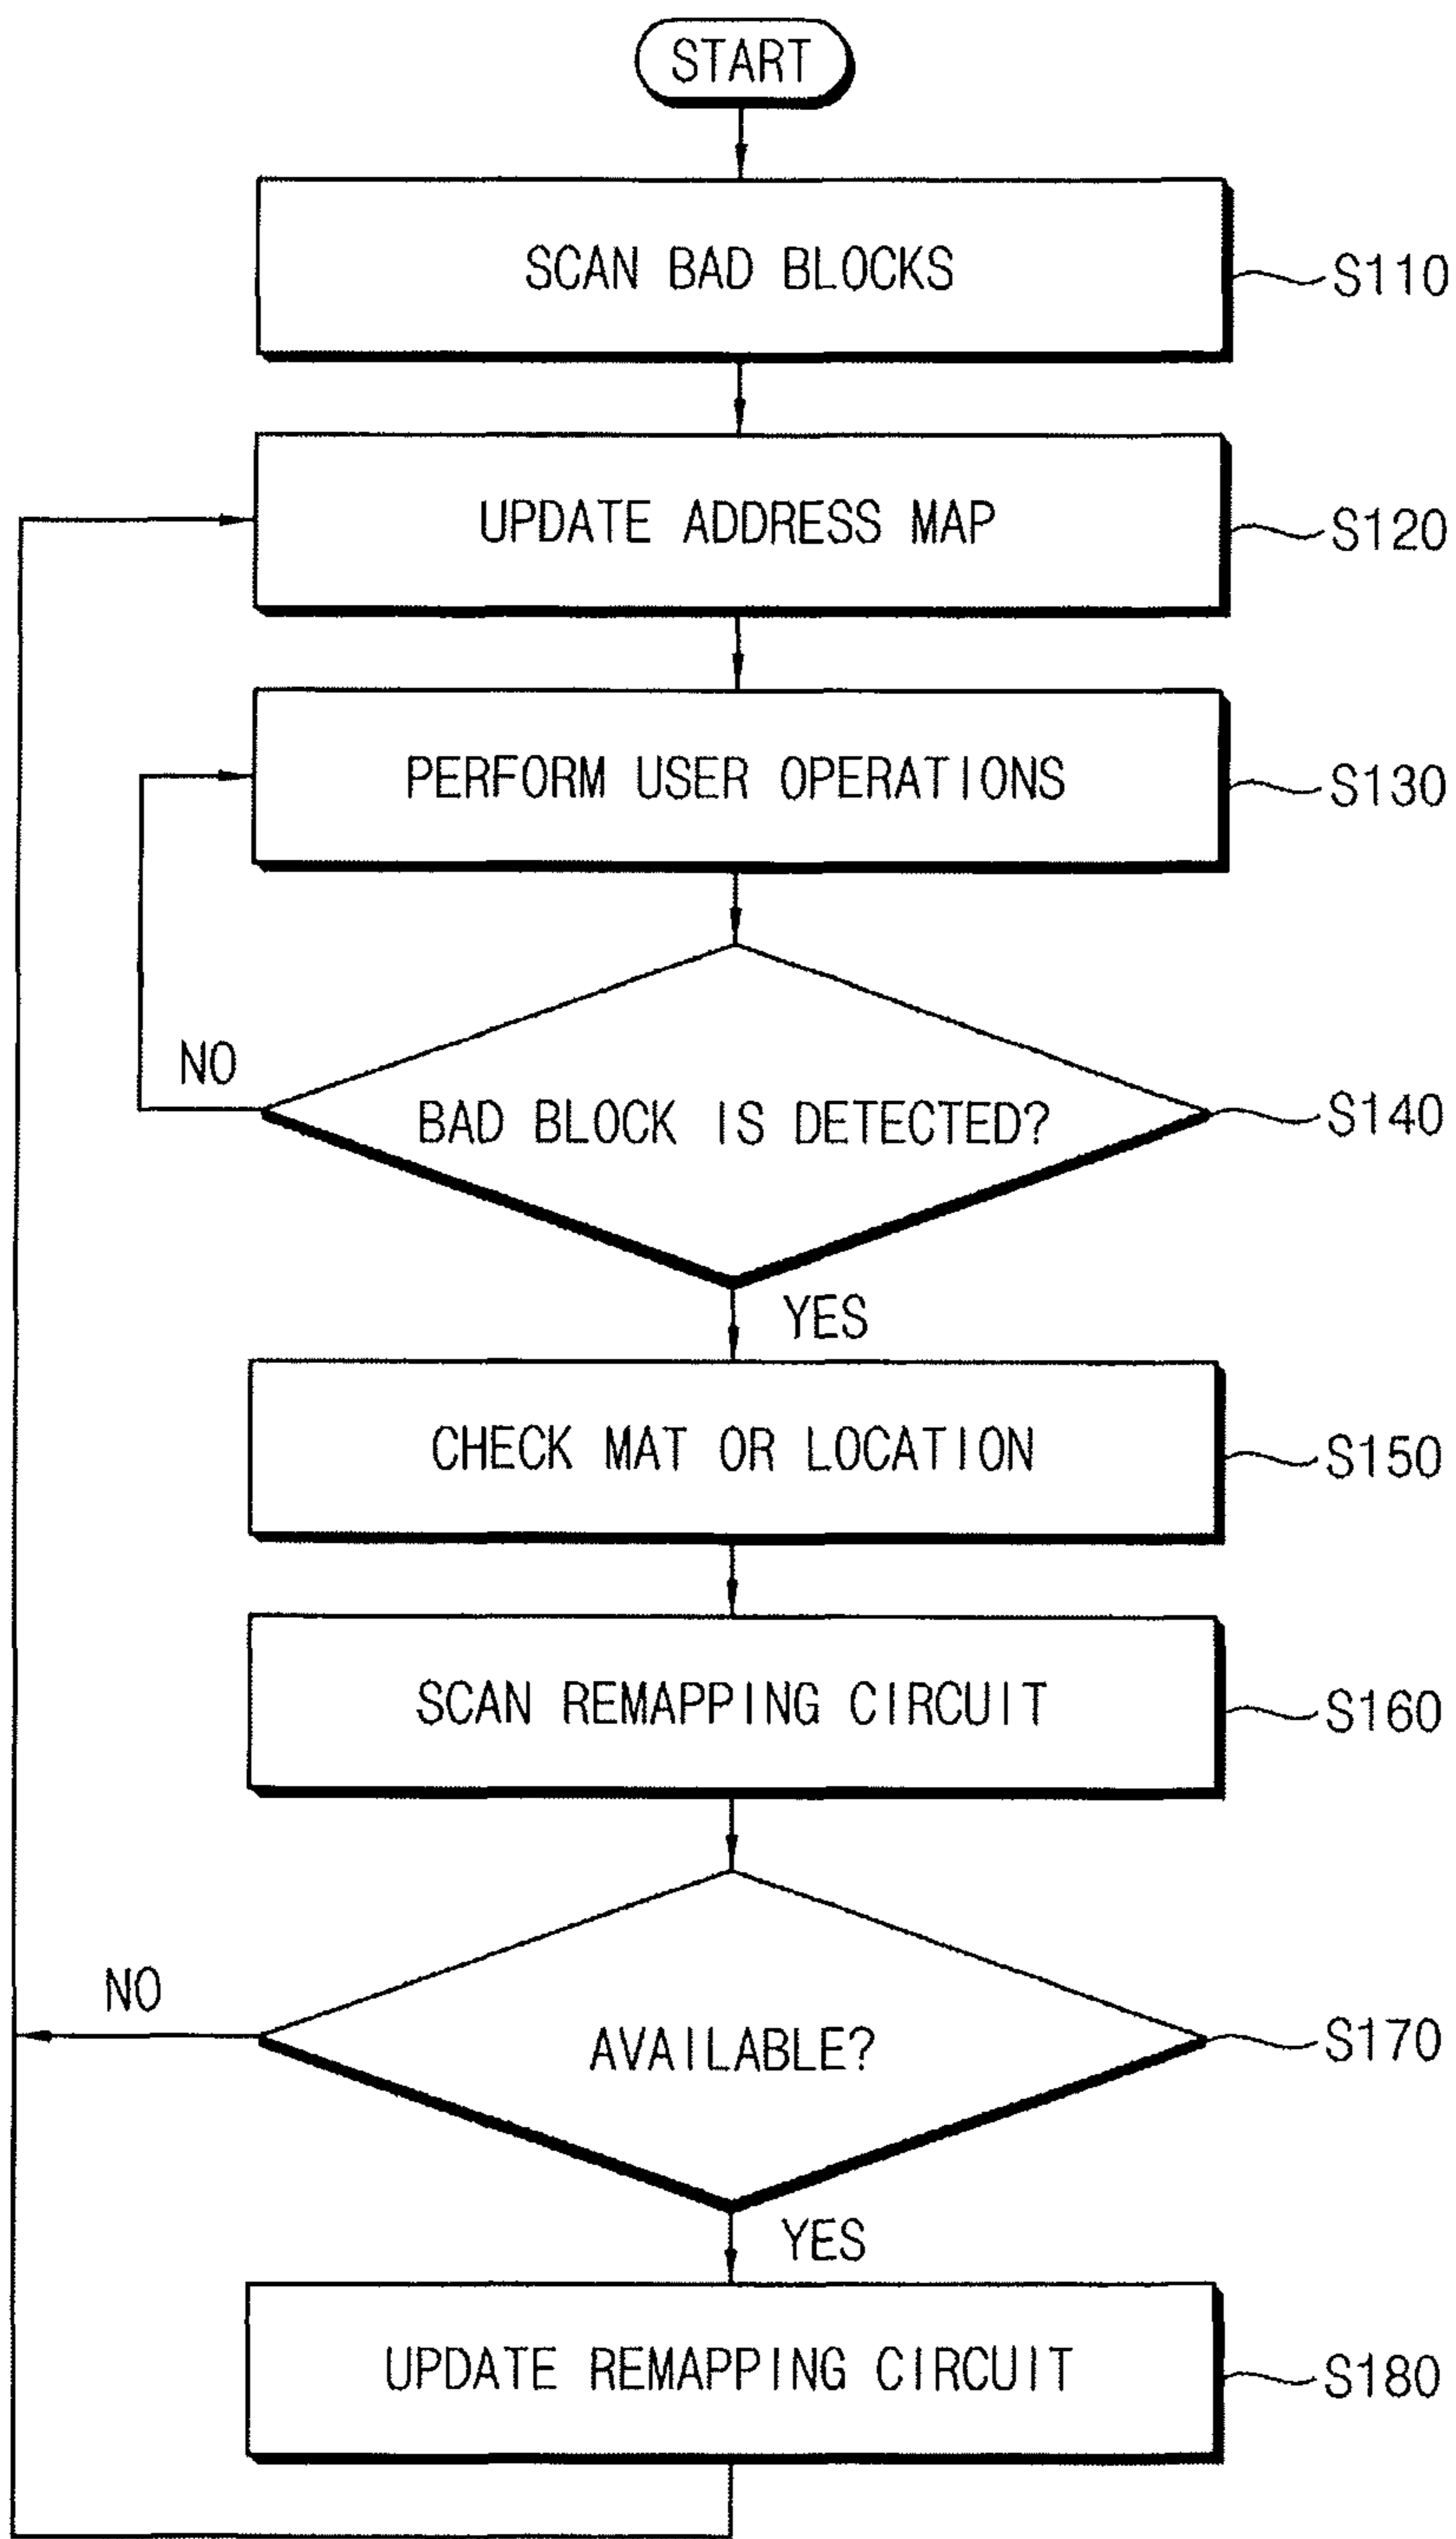 START
SCAN BAD BLOCKS
S110
UPDATE ADDRESS MAP
S120
PERFORM USER OPERATIONS
S130
NO
BAD BLOCK IS DETECTED?
S140
YES
CHECK MAT OR LOCATION
S150
SCAN REMAPPING CIRCUIT
S160
NO
AVAILABLE?
S170
YES
UPDATE REMAPPING CIRCUIT
S180